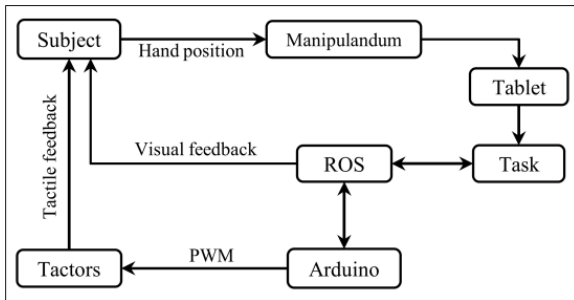 Subject
Hand position
Manipulandum
Tablet
Visual feedback
ROS
Task
Tactile feedback
Tactors
PWM
Arduino